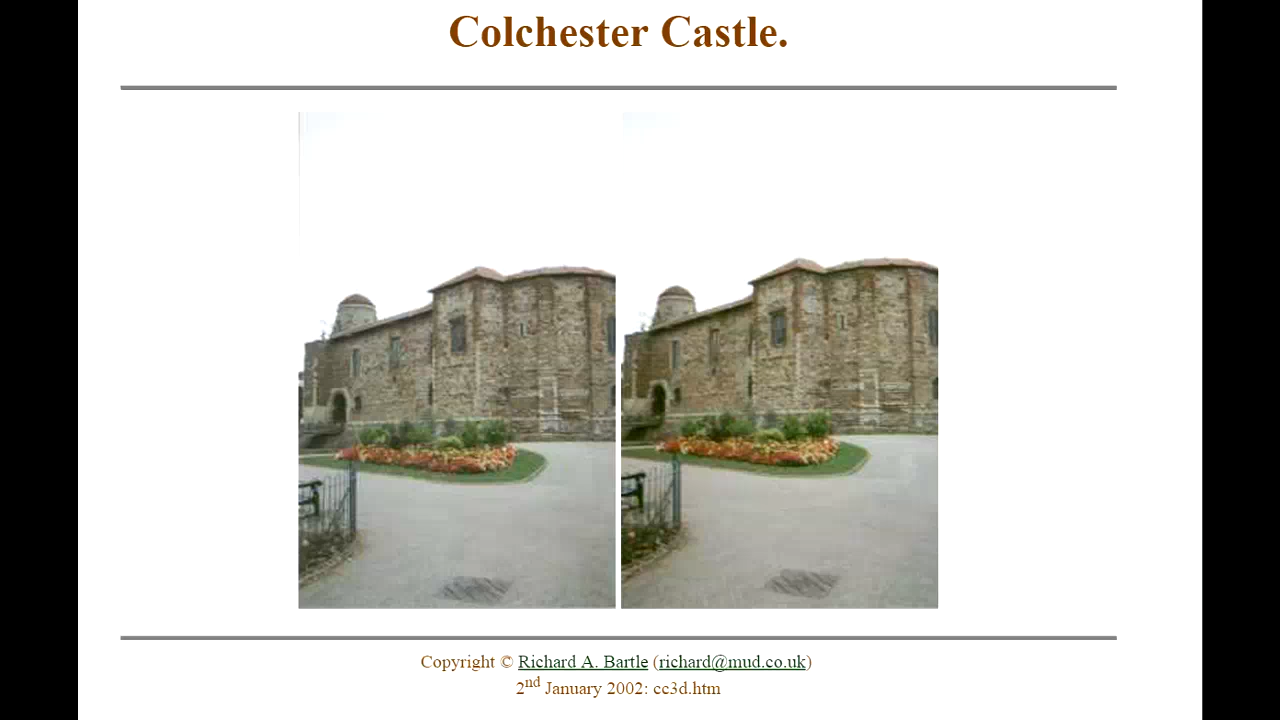 Colchester Castle.
Copyright © Richard A. Bartle (richard@mud.co.uk)
2nd January 2002: cc3d.htm